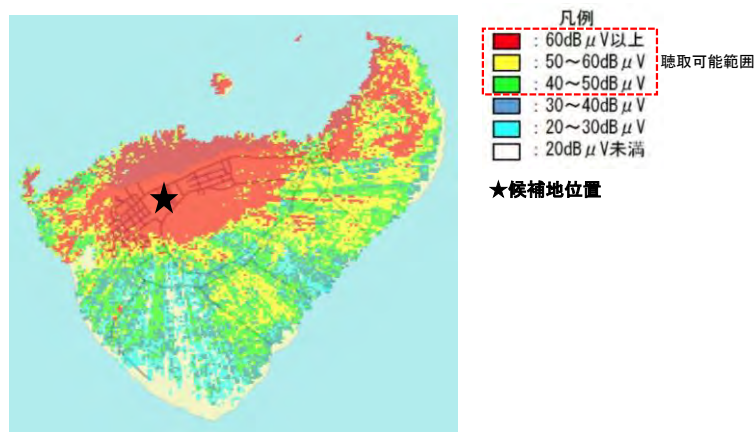 凡例
: 60dBμV以上
: 50～60dBμV
: 40～50dBμV
聴取可能範囲
: 30～40dBμV
: 20～30dBμV
: 20dBμV未満
★候補地位置